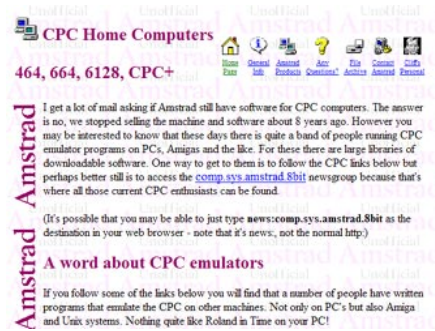 CPC Home Computers
Home Page
General Info
Amstrad Products
Any Questions?
File Archive
Contact Amstrad
Cliff's Personal
464, 664, 6128, CPC+
I get a lot of mail asking if Amstrad still have software for CPC computers. The answer
is no, we stopped selling the machine and software about 8 years ago. However you
may be interested to know that these days there is quite a band of people running CPC
emulator programs on PCs, Amigas and the like. For these there are large libraries of
downloadable software. One way to get to them is to follow the CPC links below but
perhaps better still is to access the comp.sys.amstrad.8bit newsgroup because that's
where all those current CPC enthusiasts can be found.
(It's possible that you may be able to just type news:comp.sys.amstrad.8bit as the
destination in your web browser - note that it's news:, not the normal http:)
A word about CPC emulators
If you follow some of the links below you will find that a number of people have written
programs that emulate the CPC on other machines. Not only on PC's but also Amiga
and Unix systems. Nothing quite like Roland in Time on your PC!
Amstrad
Amstrad
Unofficial
Amstrad